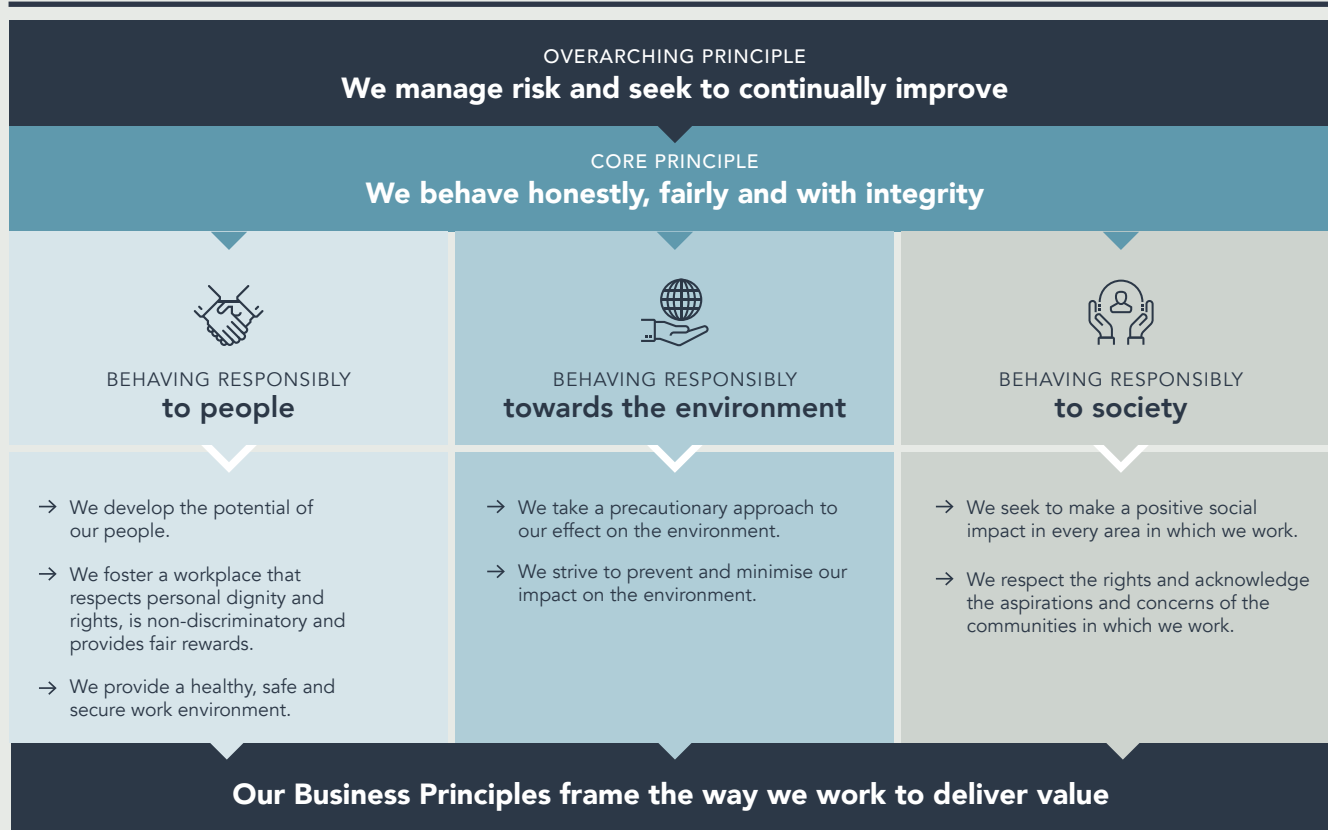 OVERARCHING PRINCIPLE
We manage risk and seek to continually improve
CORE PRINCIPLE
We behave honestly, fairly and with integrity
BEHAVING RESPONSIBLY
to people
We develop the potential of
our people.
We foster a workplace that
respects personal dignity and
rights, is non-discriminatory and
provides fair rewards.
We provide a healthy, safe and
secure work environment.
BEHAVING RESPONSIBLY
towards the environment
We take a precautionary approach to
our effect on the environment.
We strive to prevent and minimise our
impact on the environment.
BEHAVING RESPONSIBLY
to society
We seek to make a positive social
impact in every area in which we work.
We respect the rights and acknowledge
the aspirations and concerns of the
communities in which we work.
Our Business Principles frame the way we work to deliver value